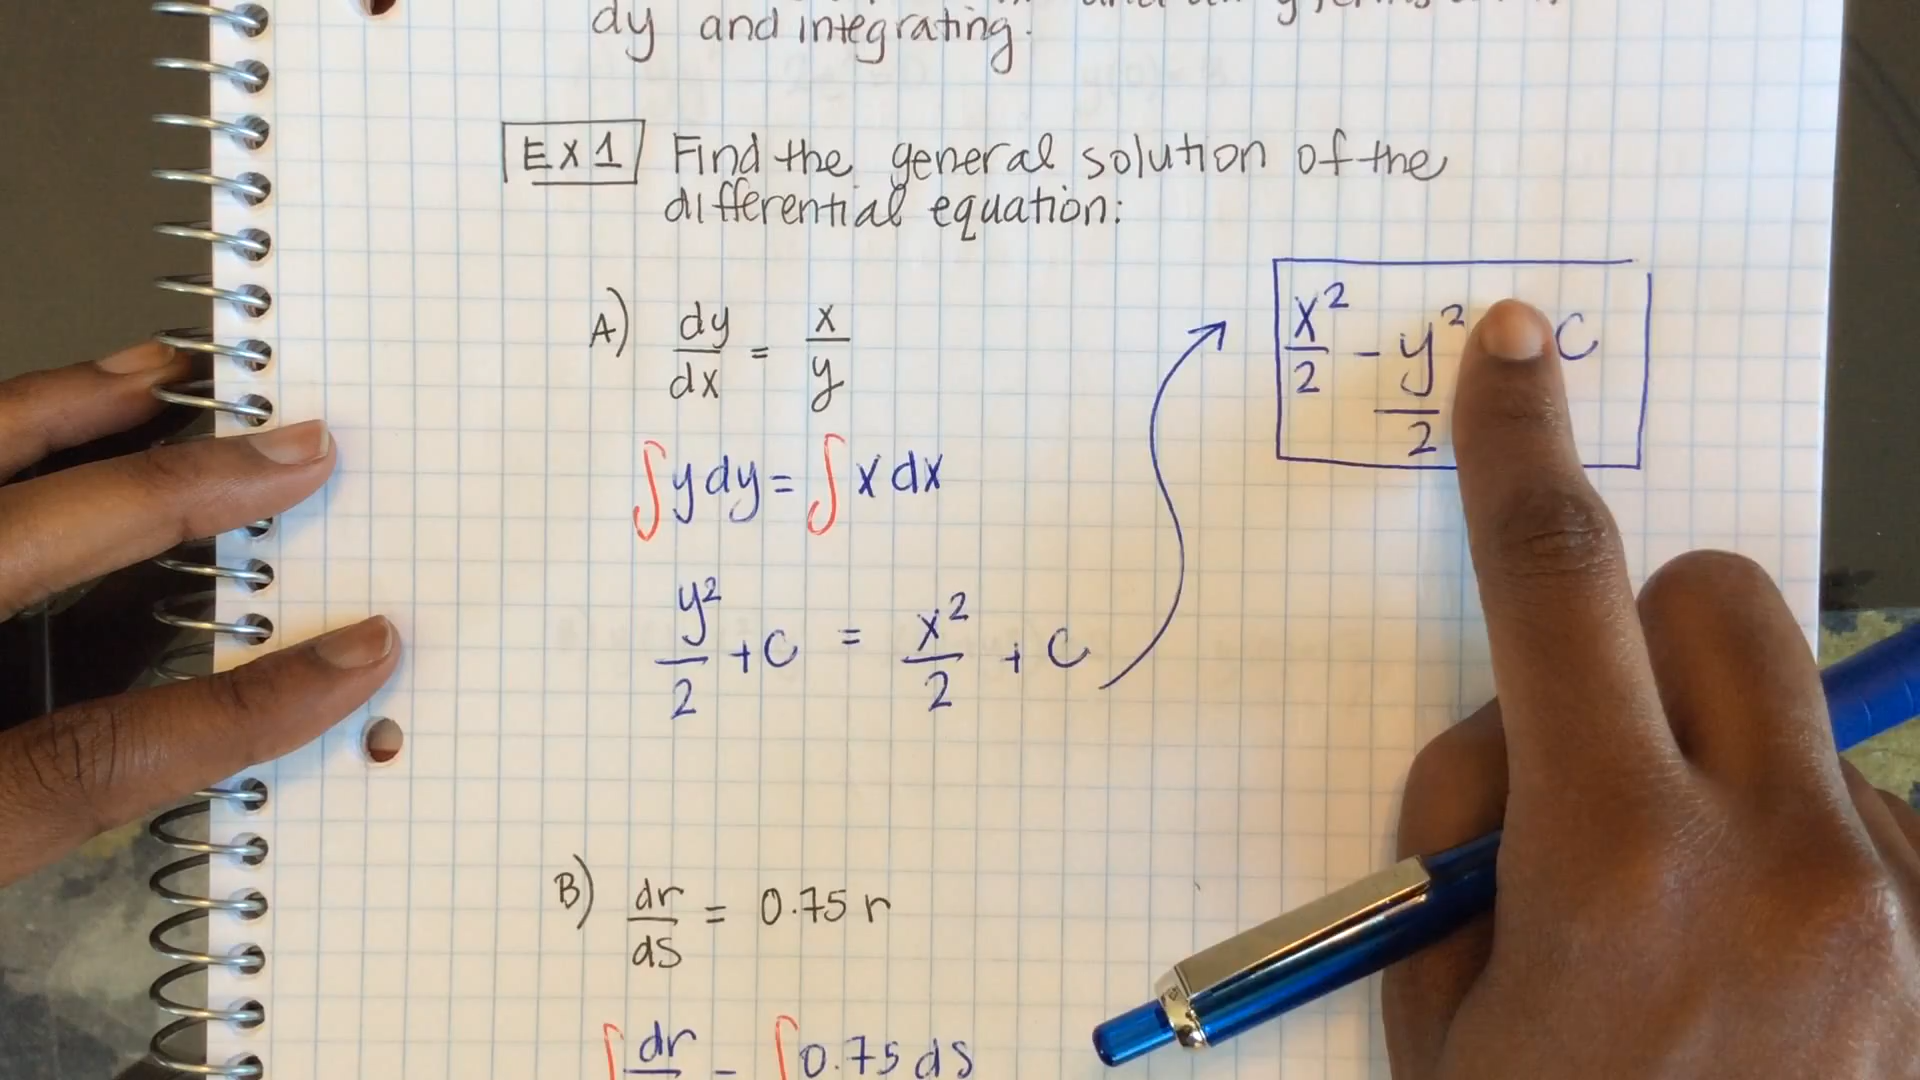 dy and integrating.
EX 1 Find the general solution of the
differential equation:
A) dy/dx = x/y
∫ y dy = ∫ x dx
y²/2 + C = x²/2 + C
x²/2 - y²/2 C
B) dr/ds = 0.75 r
∫ dr - ∫ 0.75 ds